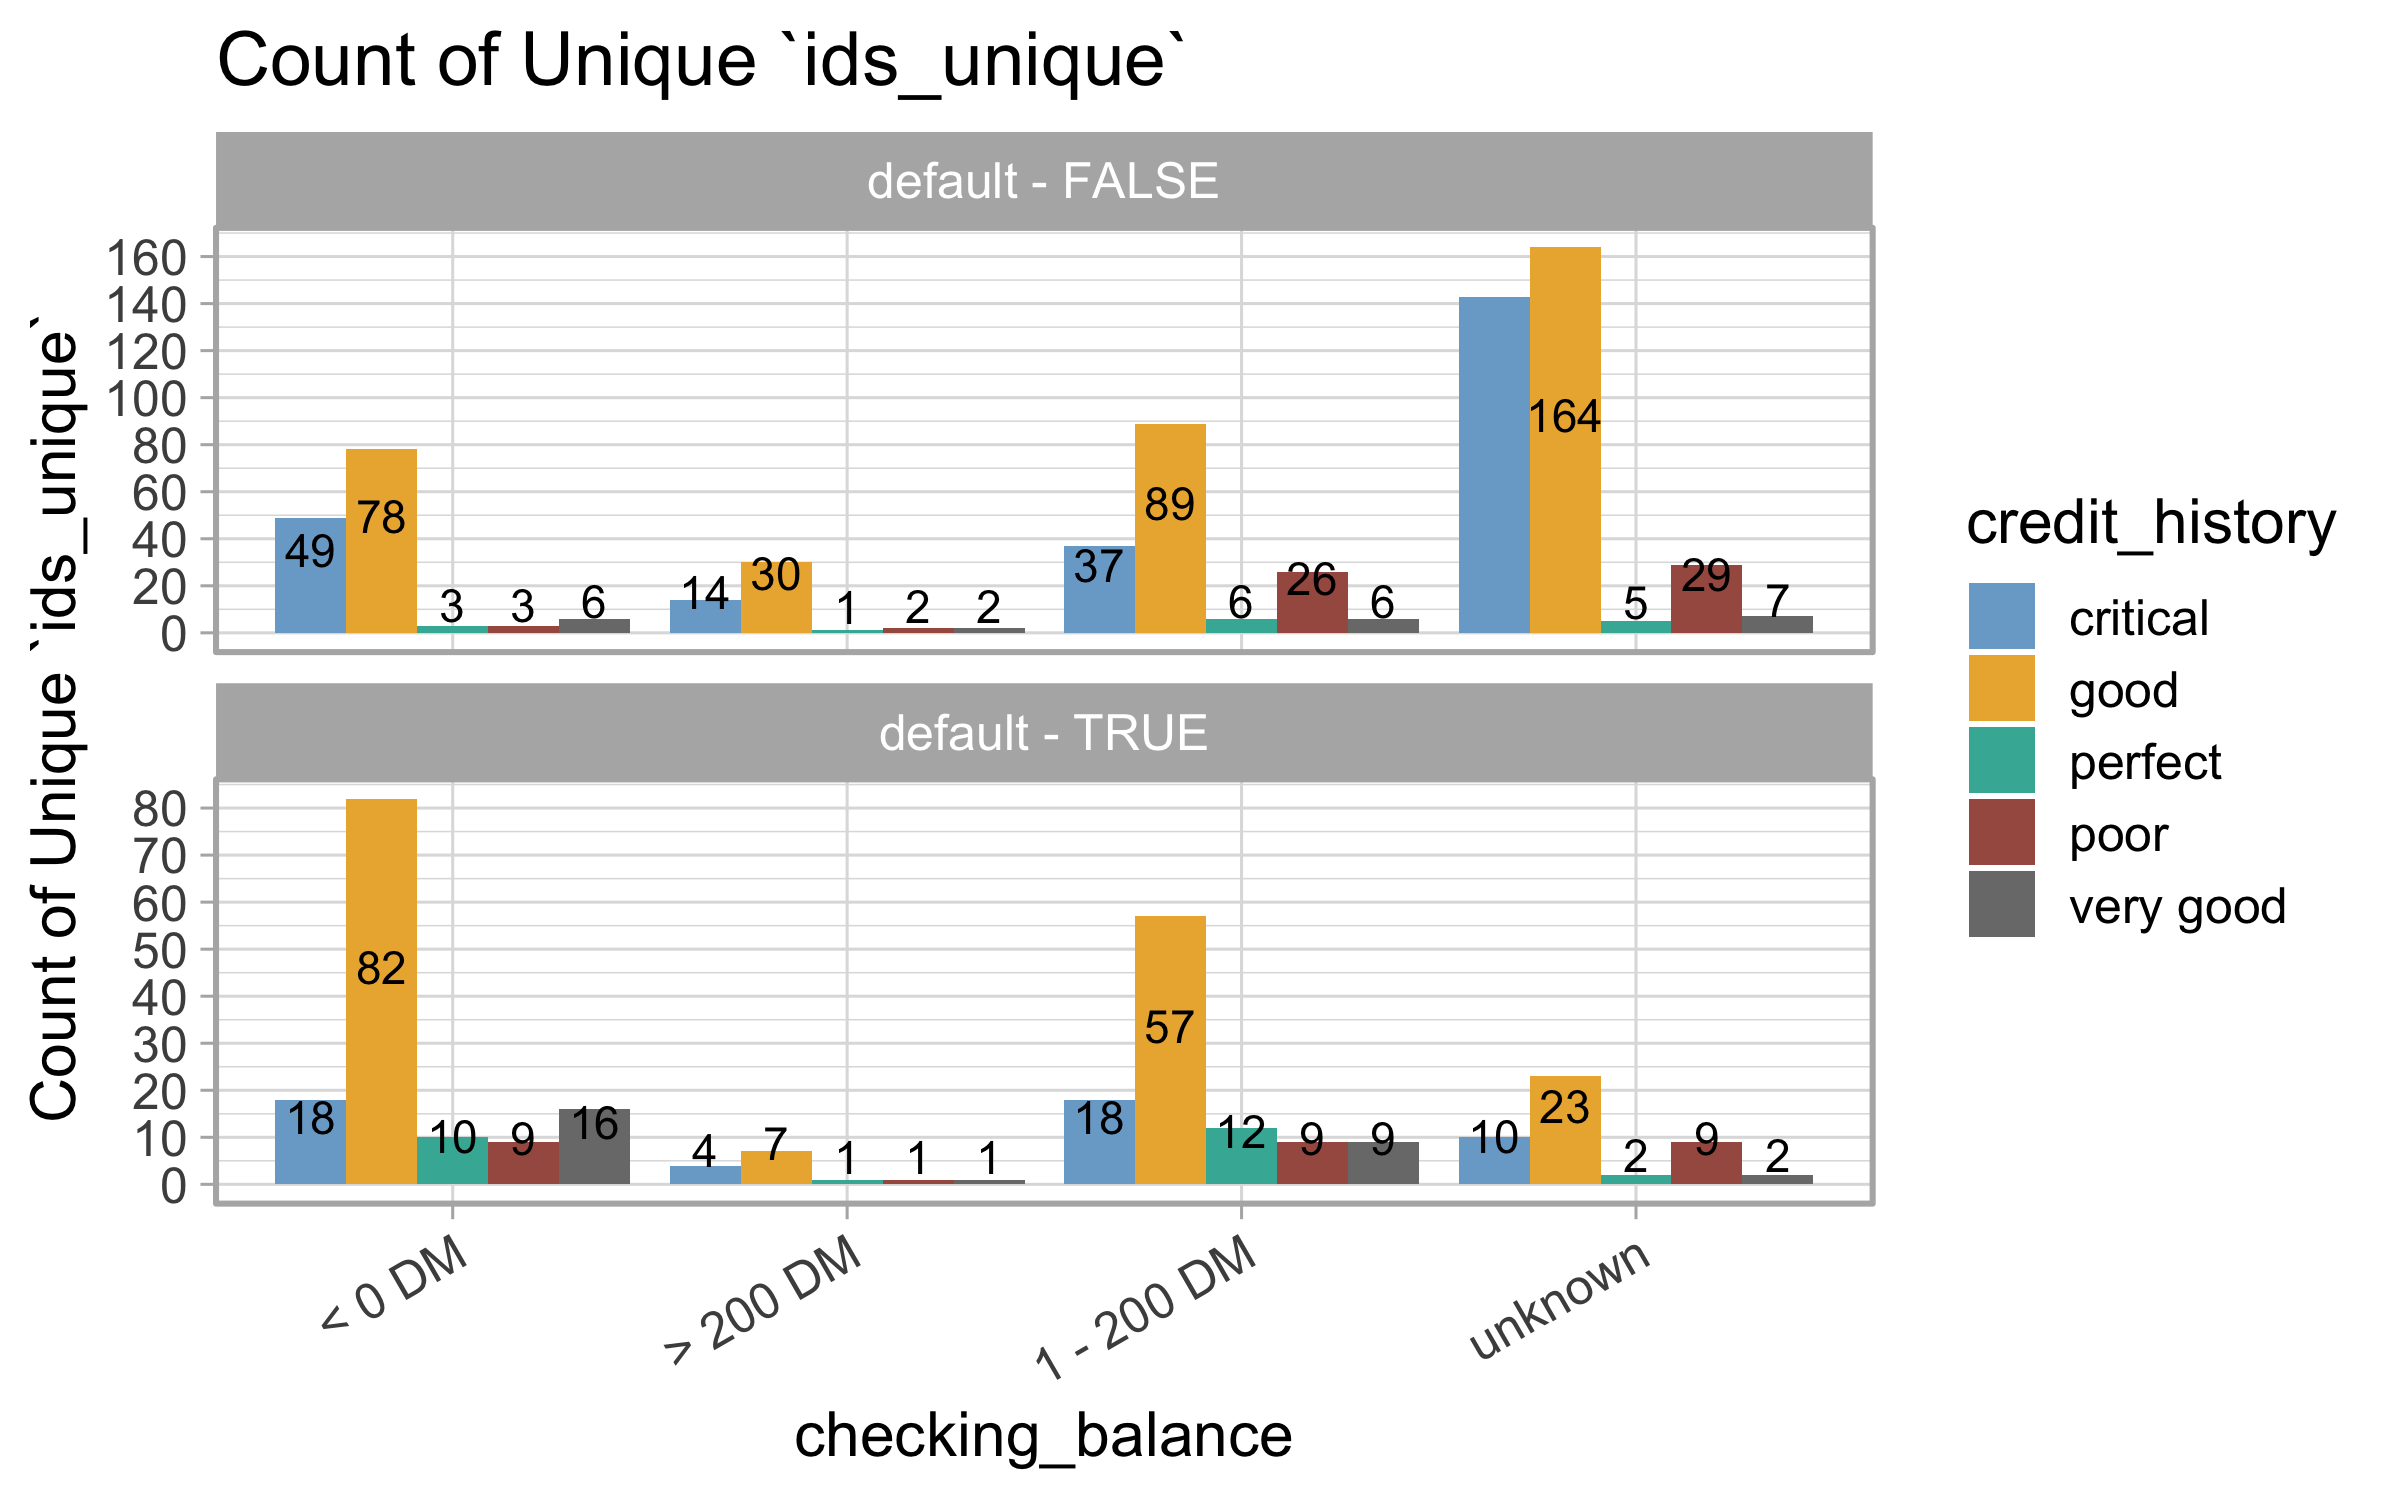 Count of Unique `ids_unique`
default - FALSE
Count of Unique `ids_unique`
160
140
120
100
80
60
40
20
0
49 78 3 3 6 14 30 1 2 2 37 89 6 26 6 164 5 29 7
default - TRUE
80
70
60
50
40
30
20
10
0
18 82 10 9 16 4 7 1 1 1 18 57 12 9 9 10 23 2 9 2
< 0 DM
> 200 DM
1 - 200 DM
unknown
checking_balance
credit_history
critical
good
perfect
poor
very good